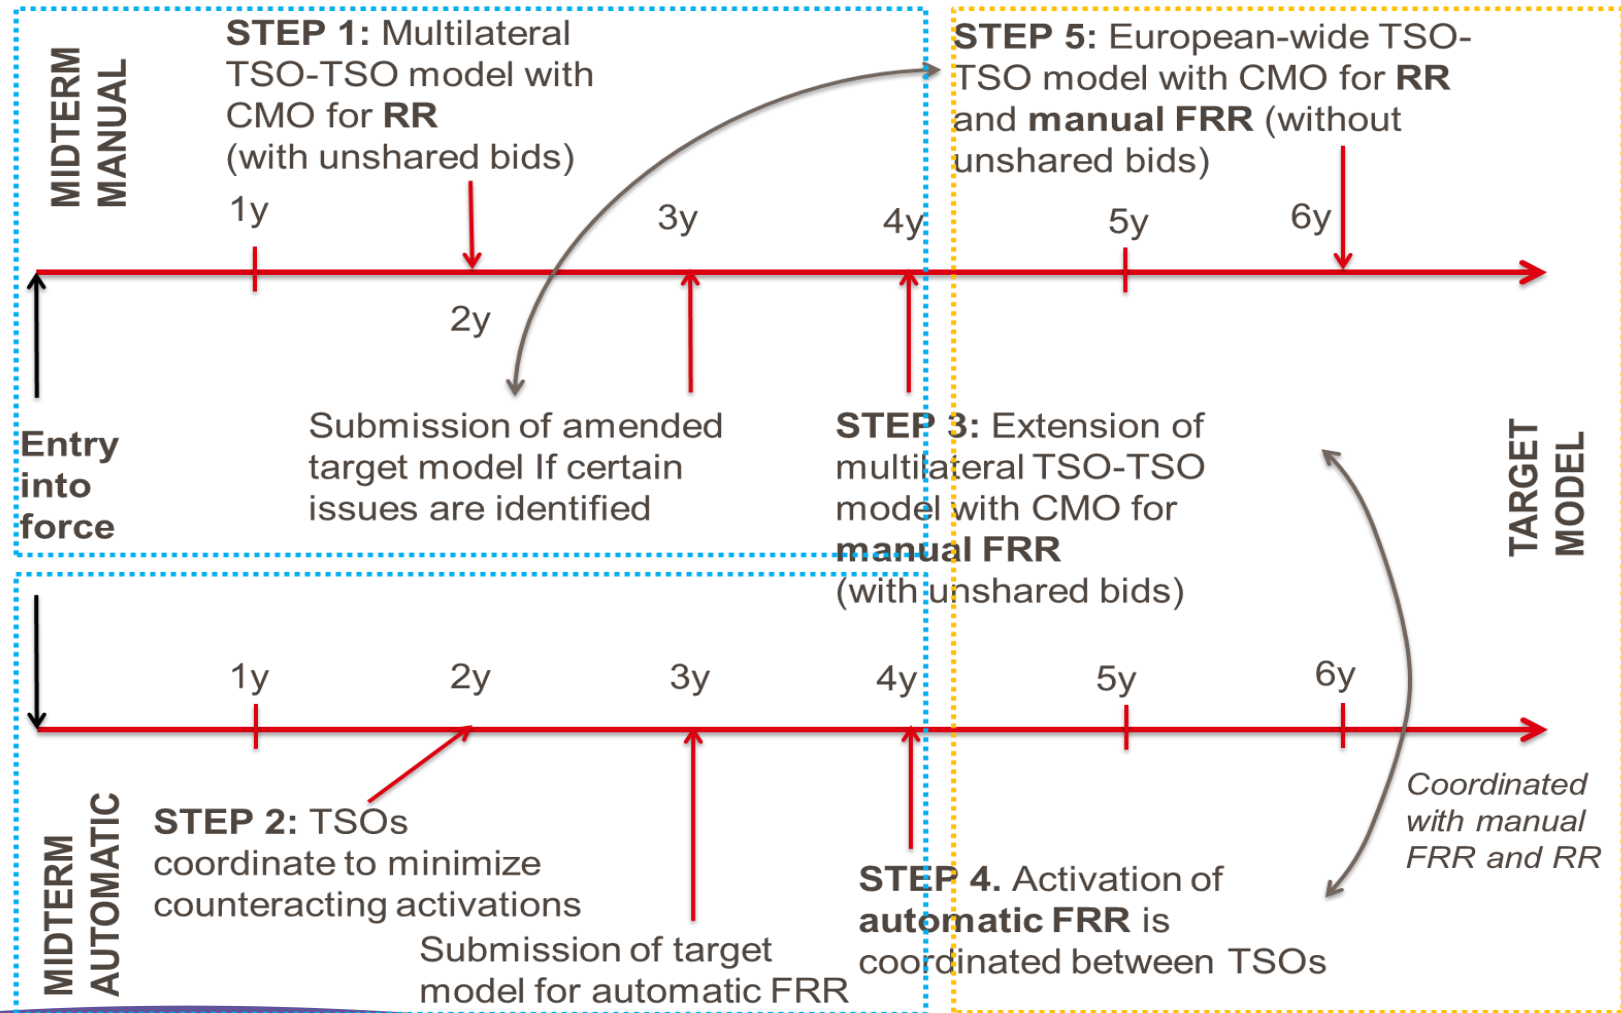 MIDTERM
MANUAL
STEP 1: Multilateral
TSO-TSO model with
CMO for RR
(with unshared bids)
STEP 5: European-wide TSO-
TSO model with CMO for RR
and manual FRR (without
unshared bids)
1y
2y
3y
4y
5y
6y
Entry
into
force
Submission of amended
target model If certain
issues are identified
STEP 3: Extension of
multilateral TSO-TSO
model with CMO for
manual FRR
(with unshared bids)
TARGET
MODEL
1y
2y
3y
4y
5y
6y
MIDTERM
AUTOMATIC
STEP 2: TSOs
coordinate to minimize
counteracting activations
Submission of target
model for automatic FRR
STEP 4. Activation of
automatic FRR is
coordinated between TSOs
Coordinated
with manual
FRR and RR